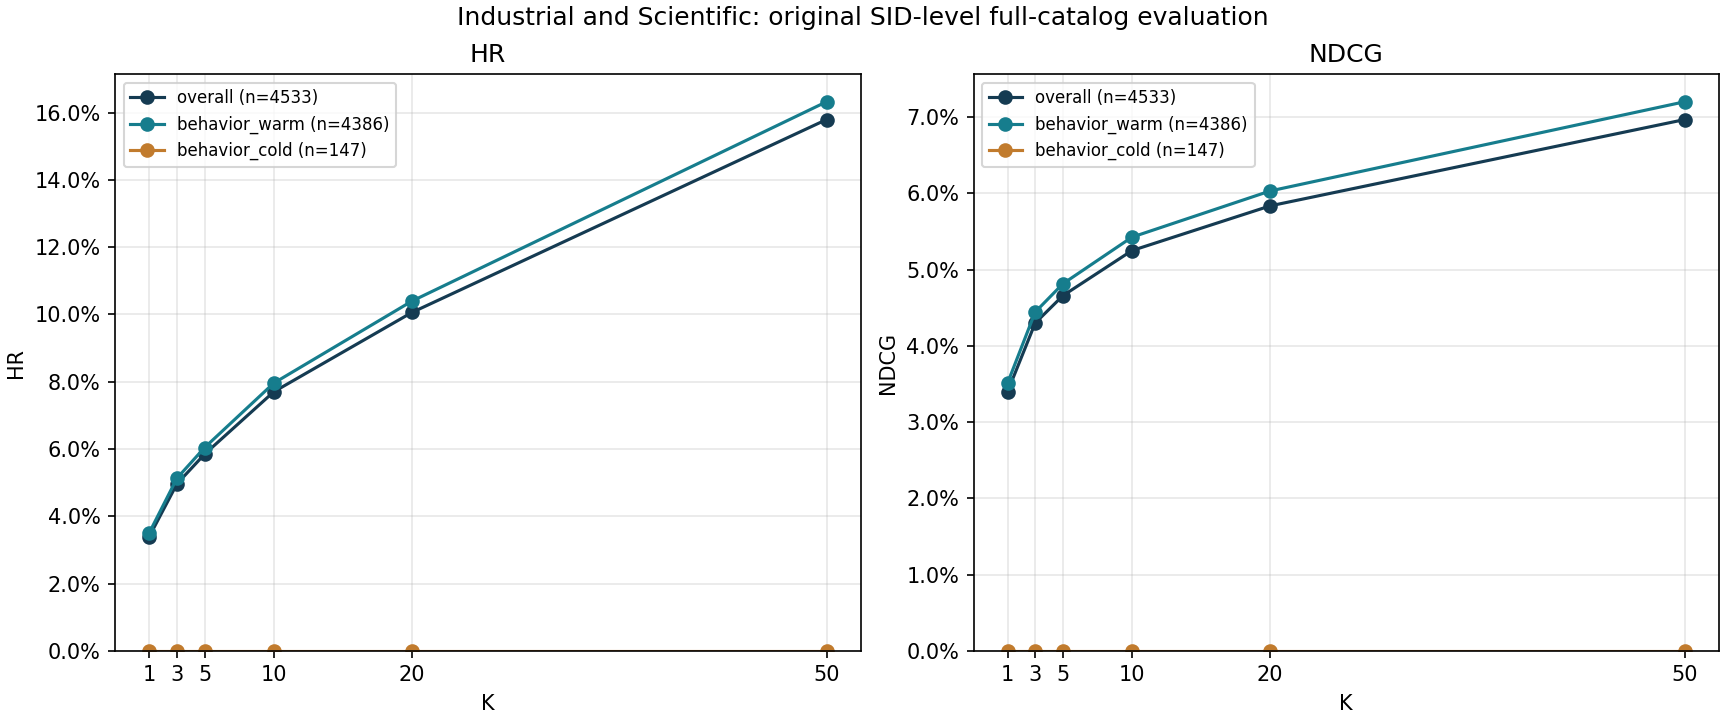 Industrial and Scientific: original SID-level full-catalog evaluation
HR
overall (n=4533)
behavior_warm (n=4386)
behavior_cold (n=147)
16.0%
14.0%
12.0%
10.0%
8.0%
6.0%
4.0%
2.0%
0.0%
HR
1 3 5 10 20 50
K
NDCG
overall (n=4533)
behavior_warm (n=4386)
behavior_cold (n=147)
7.0%
6.0%
5.0%
4.0%
3.0%
2.0%
1.0%
0.0%
NDCG
1 3 5 10 20 50
K